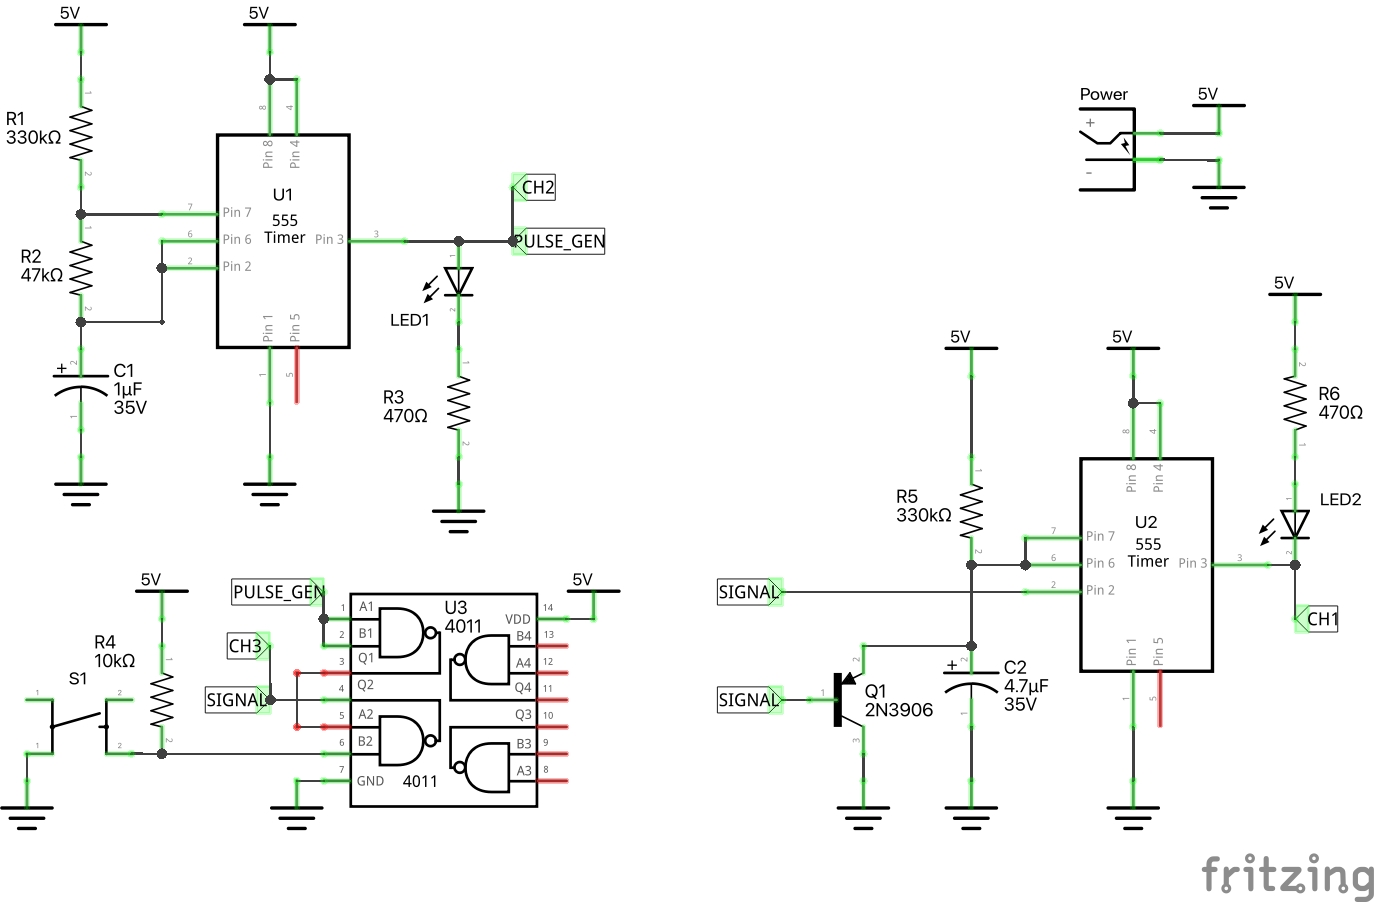 5V
5V
Power
5V
+
-
R1
330kΩ
1
2
8
4
Pin 8
Pin 4
U1
555
Timer
7
Pin 7
6
Pin 6
2
Pin 2
Pin 3
3
Pin 1
Pin 5
1
5
CH2
PULSE_GEN
R2
47kΩ
1
2
LED1
1
2
+
C1
1µF
35V
2
1
R3
470Ω
1
2
5V
R6
470Ω
2
1
5V
5V
R5
330kΩ
1
2
8
4
Pin 8
Pin 4
U2
555
Timer
7
Pin 7
6
Pin 6
2
Pin 2
Pin 3
3
Pin 1
Pin 5
1
5
LED2
1
2
CH1
SIGNAL
SIGNAL
1
2
3
Q1
2N3906
+
C2
4.7µF
35V
2
1
5V
R4
10kΩ
1
2
S1
1
2
1
2
PULSE_GEN
CH3
SIGNAL
5V
U3
4011
1
A1
2
B1
3
Q1
4
Q2
5
A2
6
B2
7
GND
4011
VDD
14
B4
13
A4
12
Q4
11
Q3
10
B3
9
A3
8
fritzing